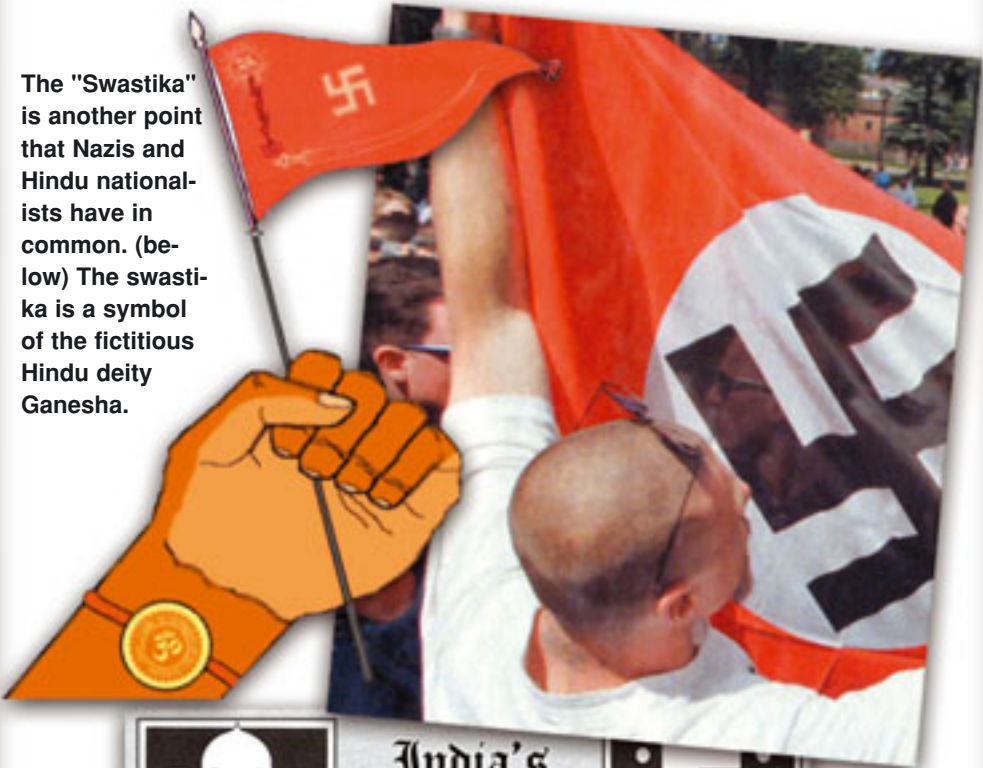 The "Swastika"
is another point
that Nazis and
Hindu national-
ists have in
common. (be-
low) The swasti-
ka is a symbol
of the fictitious
Hindu deity
Ganesha.
ॐ
India's